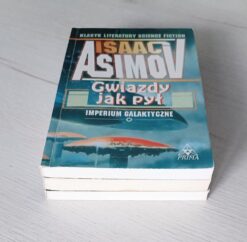 KLASYK LITERATURY SCIENCE FICTION
ISAAC
ASIMOV
Gwiazdy
jak pył
IMPERIUM GALAKTYCZNE
PRIMA